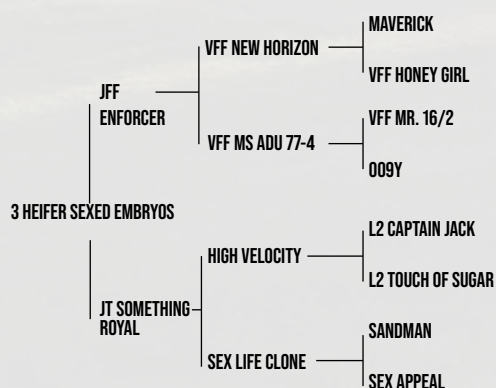 MAVERICK
VFF NEW HORIZON
VFF HONEY GIRL
JFF
ENFORCER
VFF MR. 16/2
VFF MS ADU 77-4
009Y
3 HEIFER SEXED EMBRYOS
L2 CAPTAIN JACK
HIGH VELOCITY
L2 TOUCH OF SUGAR
JT SOMETHING
ROYAL
SANDMAN
SEX LIFE CLONE
SEX APPEAL